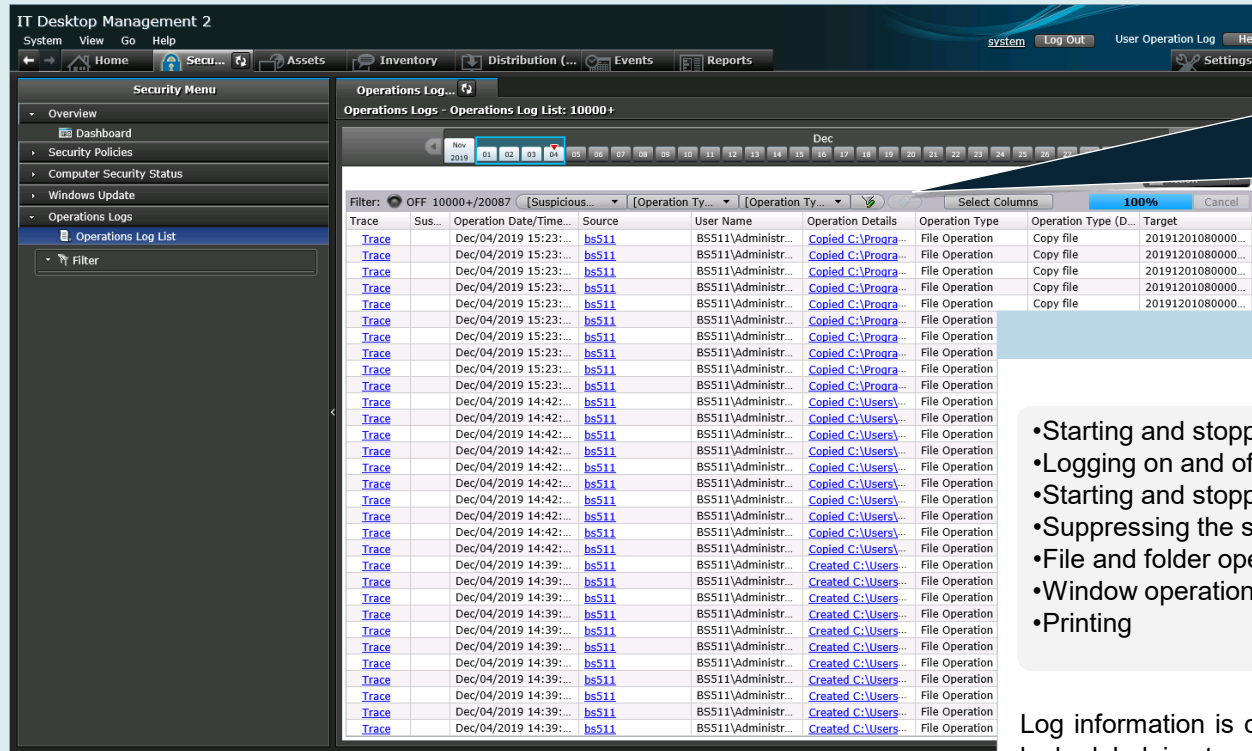 IT Desktop Management 2
System View Go Help
system Log Out User Operation Log He
Home Secu... Assets Inventory Distribution (... Events Reports Settings
Security Menu
Overview
Dashboard
Security Policies
Computer Security Status
Windows Update
Operations Logs
Operations Log List
Filter
Operations Log...
Operations Logs - Operations Log List: 10000+
Dec
Nov 2019 01 02 03 04 05 06 07 08 09 10 11 12 13 14 15 16 17 18 19 20 21 22 23 24 25 26 27
Filter: OFF 10000+/20087 [Suspicious... [Operation Ty... [Operation Ty... Select Columns 100% Cancel
Trace Sus... Operation Date/Time... Source User Name Operation Details Operation Type Operation Type (D... Target
Trace Dec/04/2019 15:23:... bs511 BS511\Administr... Copied C:\Progra... File Operation Copy file 20191201080000...
Trace Dec/04/2019 15:23:... bs511 BS511\Administr... Copied C:\Progra... File Operation Copy file 20191201080000...
Trace Dec/04/2019 15:23:... bs511 BS511\Administr... Copied C:\Progra... File Operation Copy file 20191201080000...
Trace Dec/04/2019 15:23:... bs511 BS511\Administr... Copied C:\Progra... File Operation Copy file 20191201080000...
Trace Dec/04/2019 15:23:... bs511 BS511\Administr... Copied C:\Progra... File Operation Copy file 20191201080000...
Trace Dec/04/2019 15:23:... bs511 BS511\Administr... Copied C:\Progra... File Operation
Trace Dec/04/2019 15:23:... bs511 BS511\Administr... Copied C:\Progra... File Operation
Trace Dec/04/2019 15:23:... bs511 BS511\Administr... Copied C:\Progra... File Operation
Trace Dec/04/2019 15:23:... bs511 BS511\Administr... Copied C:\Progra... File Operation
Trace Dec/04/2019 15:23:... bs511 BS511\Administr... Copied C:\Progra... File Operation
Trace Dec/04/2019 14:42:... bs511 BS511\Administr... Copied C:\Users\... File Operation
Trace Dec/04/2019 14:42:... bs511 BS511\Administr... Copied C:\Users\... File Operation
Trace Dec/04/2019 14:42:... bs511 BS511\Administr... Copied C:\Users\... File Operation
Trace Dec/04/2019 14:42:... bs511 BS511\Administr... Copied C:\Users\... File Operation
Trace Dec/04/2019 14:42:... bs511 BS511\Administr... Copied C:\Users\... File Operation
Trace Dec/04/2019 14:42:... bs511 BS511\Administr... Copied C:\Users\... File Operation
Trace Dec/04/2019 14:42:... bs511 BS511\Administr... Copied C:\Users\... File Operation
Trace Dec/04/2019 14:42:... bs511 BS511\Administr... Copied C:\Users\... File Operation
Trace Dec/04/2019 14:42:... bs511 BS511\Administr... Copied C:\Users\... File Operation
Trace Dec/04/2019 14:42:... bs511 BS511\Administr... Copied C:\Users\... File Operation
Trace Dec/04/2019 14:39:... bs511 BS511\Administr... Created C:\Users... File Operation
Trace Dec/04/2019 14:39:... bs511 BS511\Administr... Created C:\Users... File Operation
Trace Dec/04/2019 14:39:... bs511 BS511\Administr... Created C:\Users... File Operation
Trace Dec/04/2019 14:39:... bs511 BS511\Administr... Created C:\Users... File Operation
Trace Dec/04/2019 14:39:... bs511 BS511\Administr... Created C:\Users... File Operation
Trace Dec/04/2019 14:39:... bs511 BS511\Administr... Created C:\Users... File Operation
Trace Dec/04/2019 14:39:... bs511 BS511\Administr... Created C:\Users... File Operation
Trace Dec/04/2019 14:39:... bs511 BS511\Administr... Created C:\Users... File Operation
Trace Dec/04/2019 14:39:... bs511 BS511\Administr... Created C:\Users... File Operation
Trace Dec/04/2019 14:39:... bs511 BS511\Administr... Created C:\Users... File Operation
Trace Dec/04/2019 14:39:... bs511 BS511\Administr... Created C:\Users... File Operation
•Starting and stopp
•Logging on and of
•Starting and stopp
•Suppressing the s
•File and folder ope
•Window operation
•Printing
Log information is